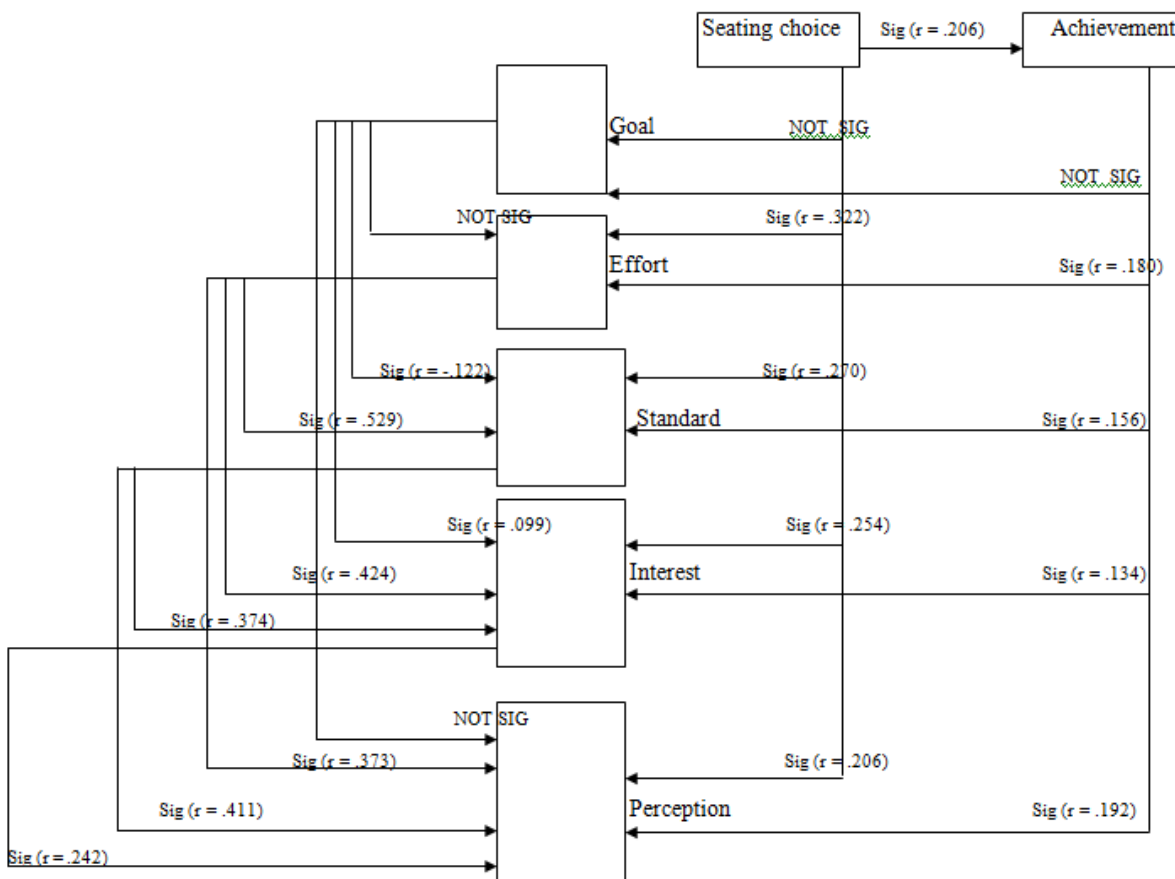 Seating choice
Sig (r = .206)
Achievement
Goal
NOT SIG
NOT SIG
NOT SIG
Sig (r = .322)
Effort
Sig (r = .180)
Sig (r = -.122)
Sig (r = .270)
Sig (r = .529)
Standard
Sig (r = .156)
Sig (r = .099)
Sig (r = .254)
Sig (r = .424)
Interest
Sig (r = .134)
Sig (r = .374)
NOT SIG
Sig (r = .373)
Sig (r = .206)
Sig (r = .411)
Perception
Sig (r = .192)
Sig (r = .242)